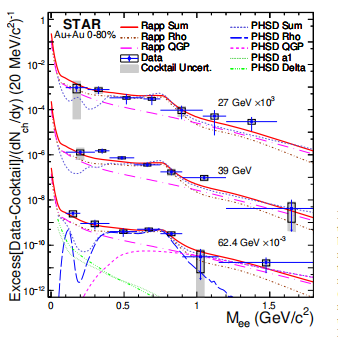 STAR
Au+Au 0-80%
Rapp Sum
Rapp Rho
Rapp QGP
Data
Cocktail Uncert.
PHSD Sum
PHSD Rho
PHSD QGP
PHSD a1
PHSD Delta
Excess[Data-Cocktail]/(dN_ch/dy) (20 MeV/c²)⁻¹
1
10⁻²
10⁻⁴
10⁻⁶
10⁻⁸
10⁻¹⁰
10⁻¹²
27 GeV ×10³
39 GeV
62.4 GeV ×10⁻³
0 0.5 1 1.5
M_ee (GeV/c²)